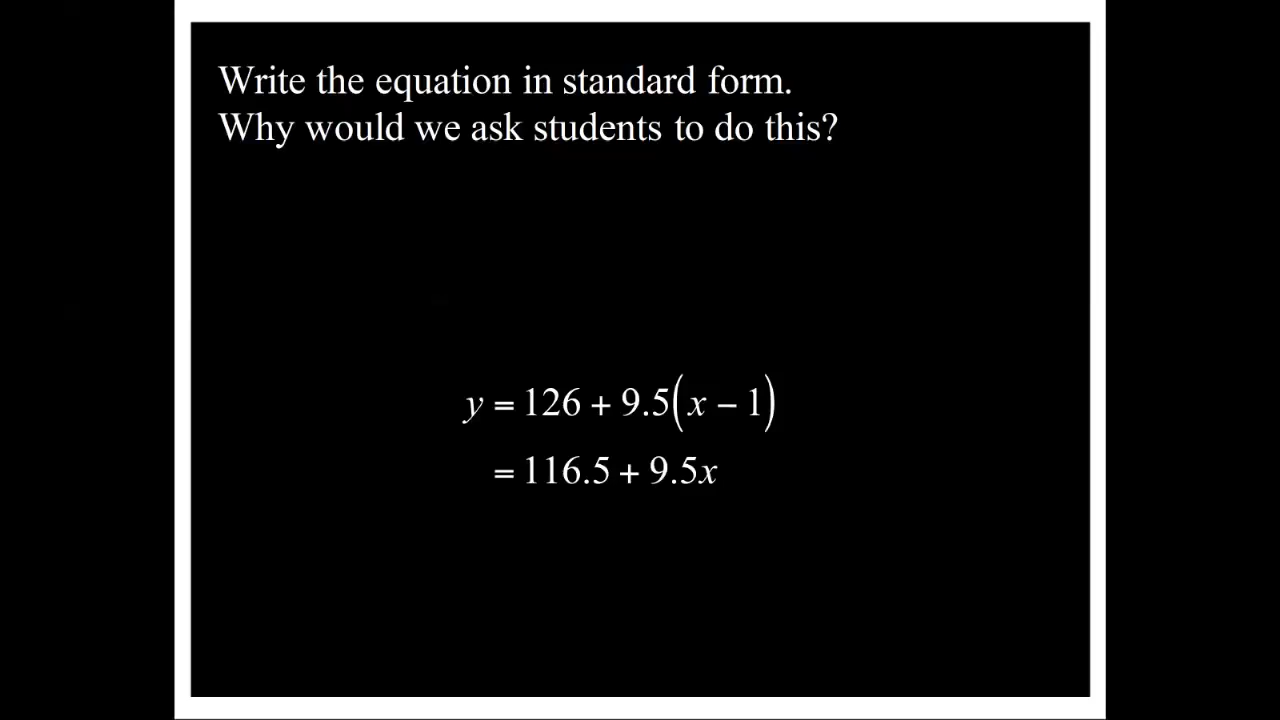 Write the equation in standard form.
Why would we ask students to do this?
y = 126 + 9.5(x − 1)
= 116.5 + 9.5x